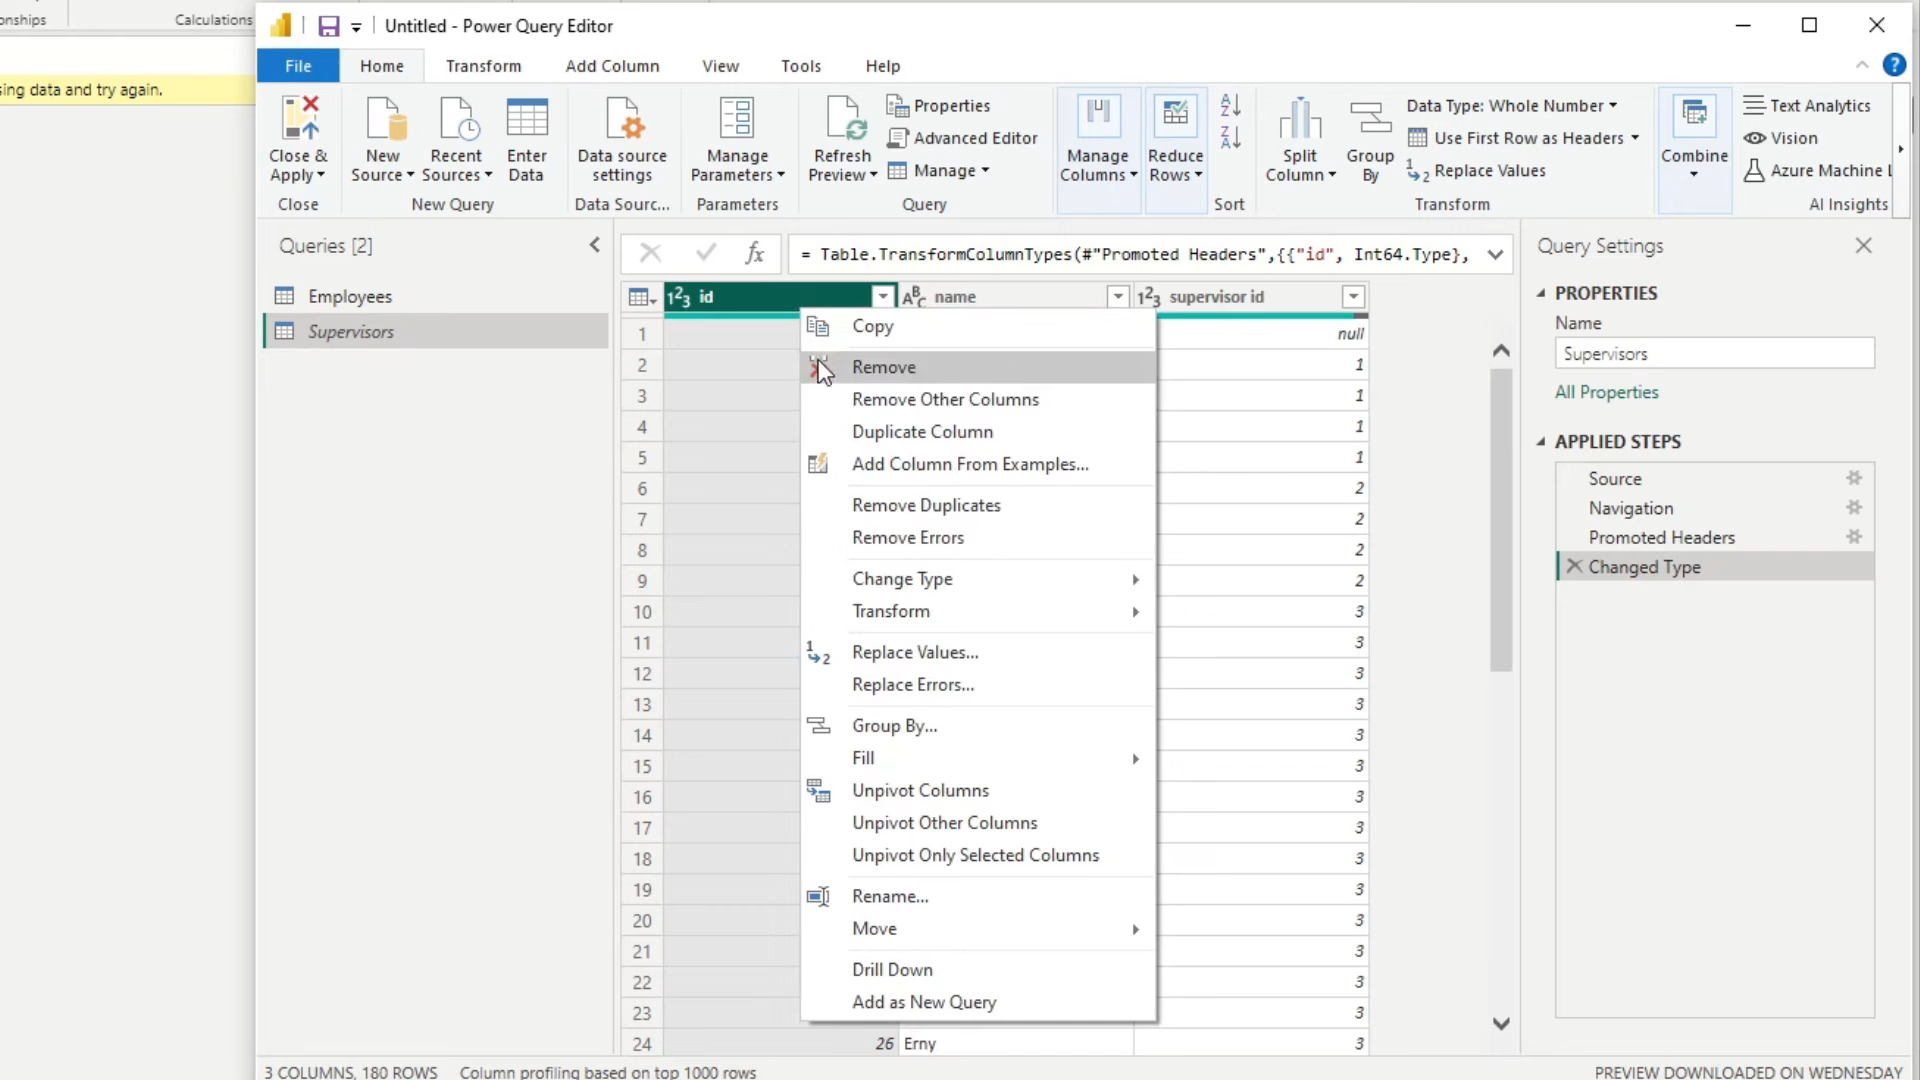 onships
Calculations
sing data and try again.
Untitled - Power Query Editor
File Home Transform Add Column View Tools Help
Close & Apply
Close
New Source
Recent Sources
Enter Data
New Query
Data source settings
Data Sourc...
Manage Parameters
Parameters
Refresh Preview
Properties
Advanced Editor
Manage
Query
Manage Columns
Reduce Rows
Sort
Split Column
Group By
Data Type: Whole Number
Use First Row as Headers
Replace Values
Transform
Combine
Text Analytics
Vision
Azure Machine L
AI Insights
Queries [2]
Employees
Supervisors
fx = Table.TransformColumnTypes(#"Promoted Headers",{{"id", Int64.Type},
id name supervisor id
1 null
2 1
3 1
4 1
5 1
6 2
7 2
8 2
9 2
10 3
11 3
12 3
13 3
14 3
15 3
16 3
17 3
18 3
19 3
20 3
21 3
22 3
23 3
24 26 Erny 3
Copy
Remove
Remove Other Columns
Duplicate Column
Add Column From Examples...
Remove Duplicates
Remove Errors
Change Type
Transform
Replace Values...
Replace Errors...
Group By...
Fill
Unpivot Columns
Unpivot Other Columns
Unpivot Only Selected Columns
Rename...
Move
Drill Down
Add as New Query
Query Settings
PROPERTIES
Name
Supervisors
All Properties
APPLIED STEPS
Source
Navigation
Promoted Headers
Changed Type
3 COLUMNS, 180 ROWS Column profiling based on top 1000 rows
PREVIEW DOWNLOADED ON WEDNESDAY